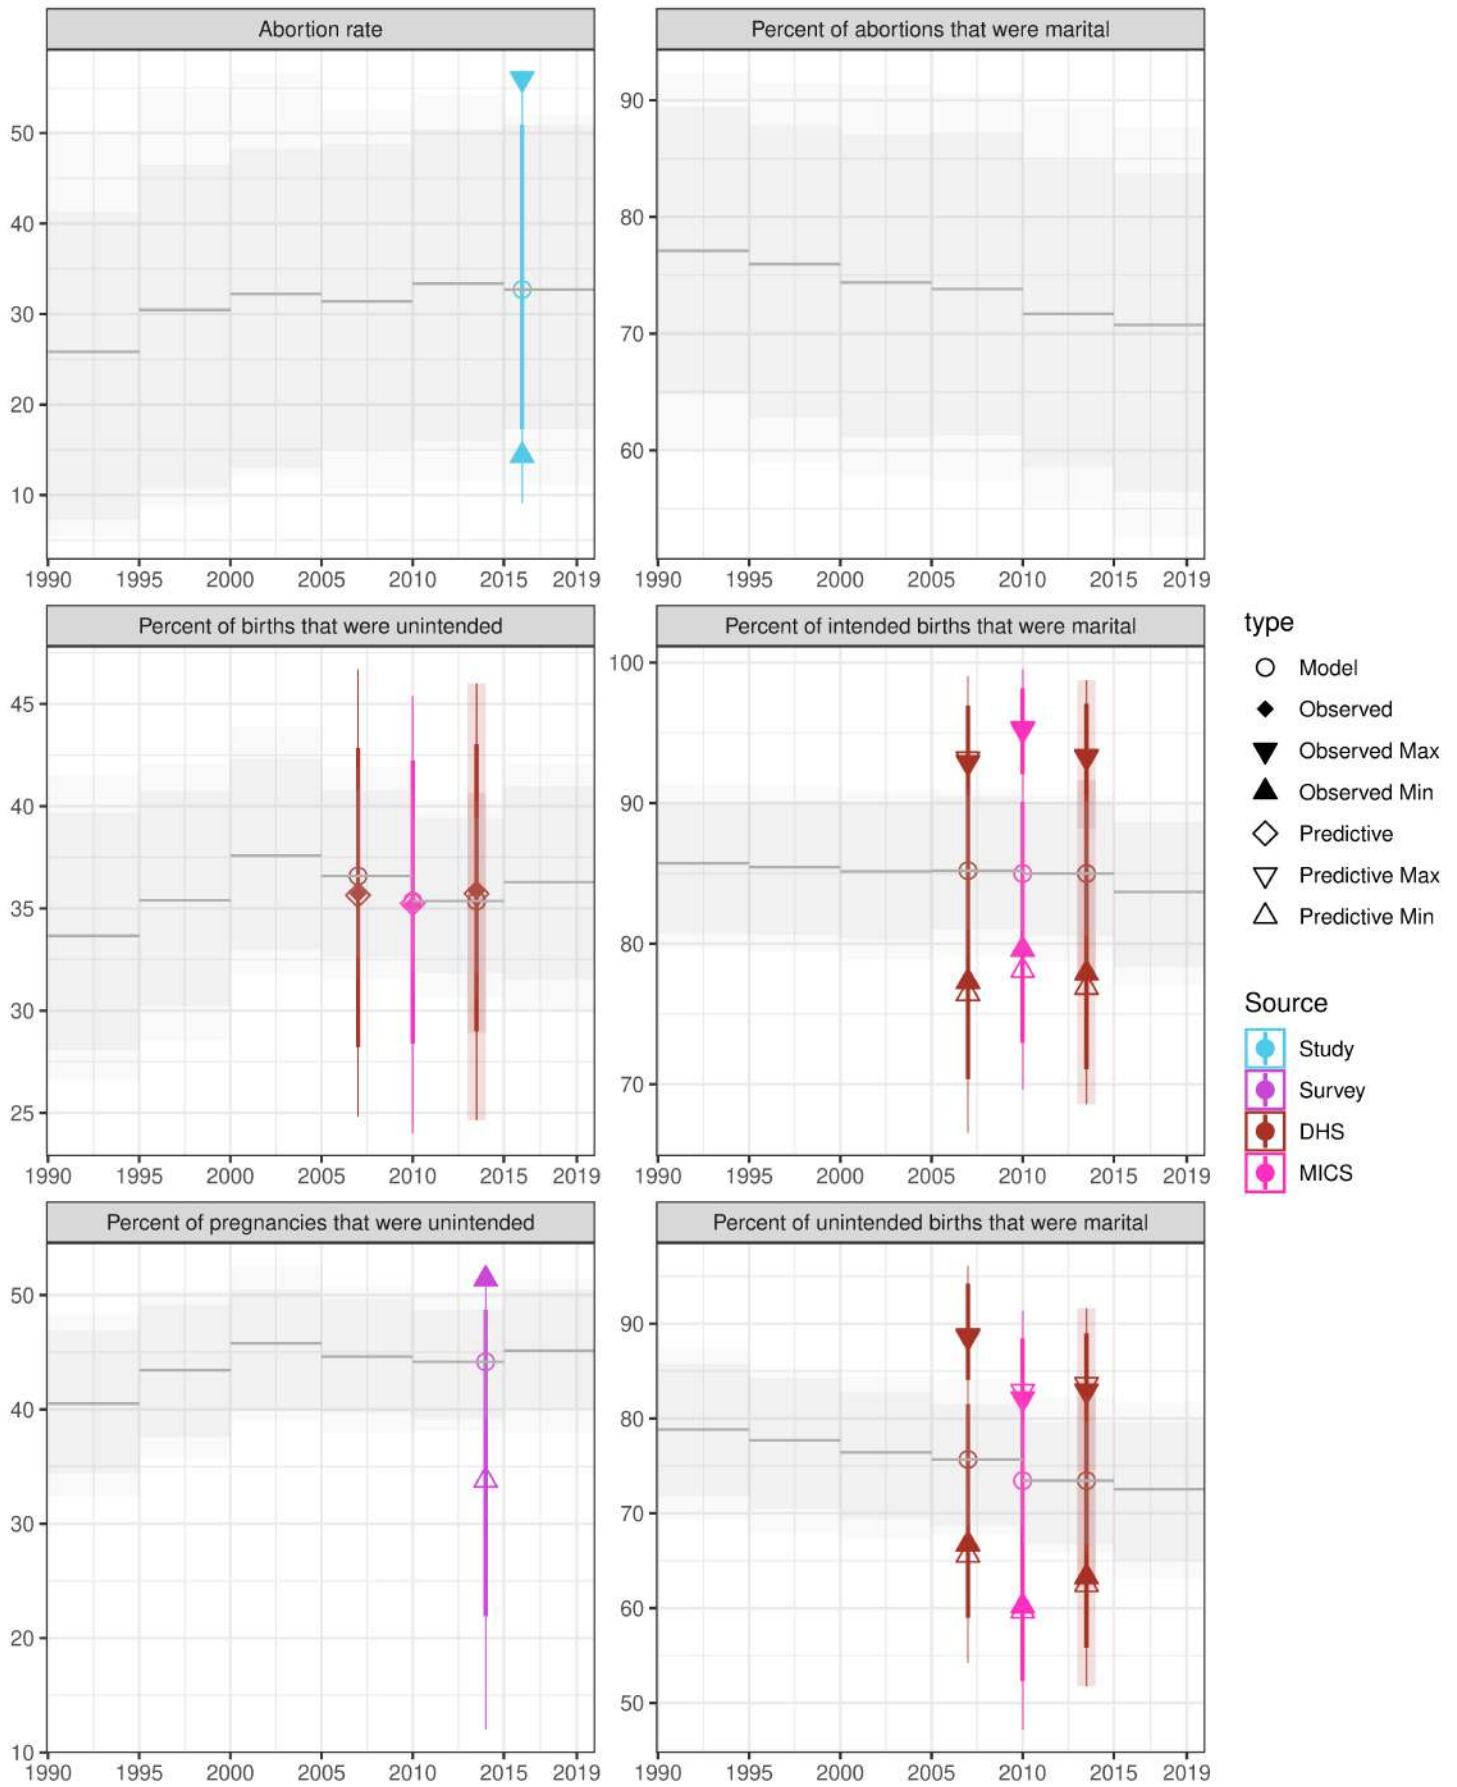 Abortion rate
Percent of abortions that were marital
50
40
30
20
10
90
80
70
60
1990 1995 2000 2005 2010 2015 2019
1990 1995 2000 2005 2010 2015 2019
Percent of births that were unintended
Percent of intended births that were marital
45
40
35
30
25
100
90
80
70
1990 1995 2000 2005 2010 2015 2019
1990 1995 2000 2005 2010 2015 2019
Percent of pregnancies that were unintended
Percent of unintended births that were marital
50
40
30
20
10
90
80
70
60
50
1990 1995 2000 2005 2010 2015 2019
1990 1995 2000 2005 2010 2015 2019
type
Model
Observed
Observed Max
Observed Min
Predictive
Predictive Max
Predictive Min
Source
Study
Survey
DHS
MICS